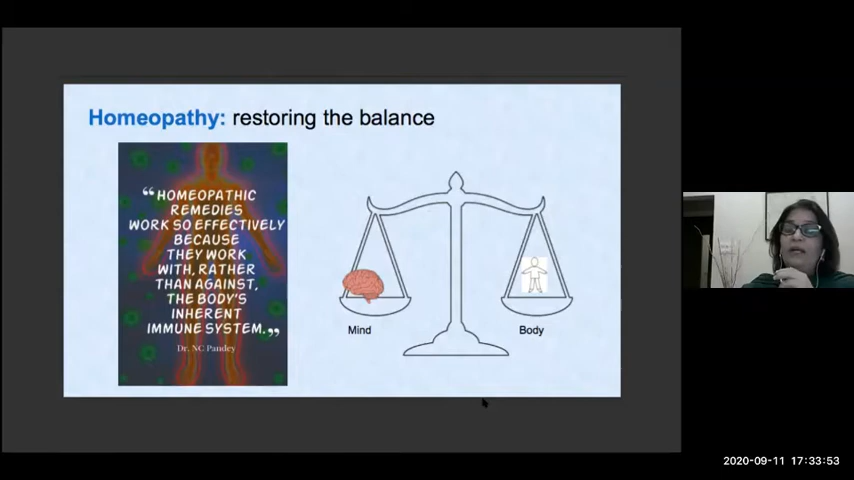 Homeopathy: restoring the balance
“HOMEOPATHIC
REMEDIES
WORK SO EFFECTIVELY
BECAUSE
THEY WORK
WITH, RATHER
THAN AGAINST,
THE BODY'S
INHERENT
IMMUNE SYSTEM.”
Dr. NC Pandey
Mind
Body
2020-09-11 17:33:53